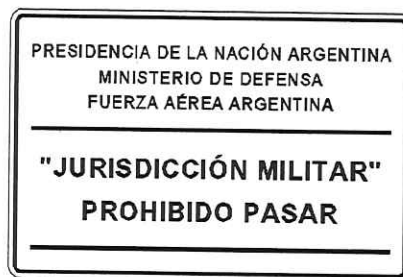 PRESIDENCIA DE LA NACIÓN ARGENTINA
MINISTERIO DE DEFENSA
FUERZA AÉREA ARGENTINA
"JURISDICCIÓN MILITAR"
PROHIBIDO PASAR